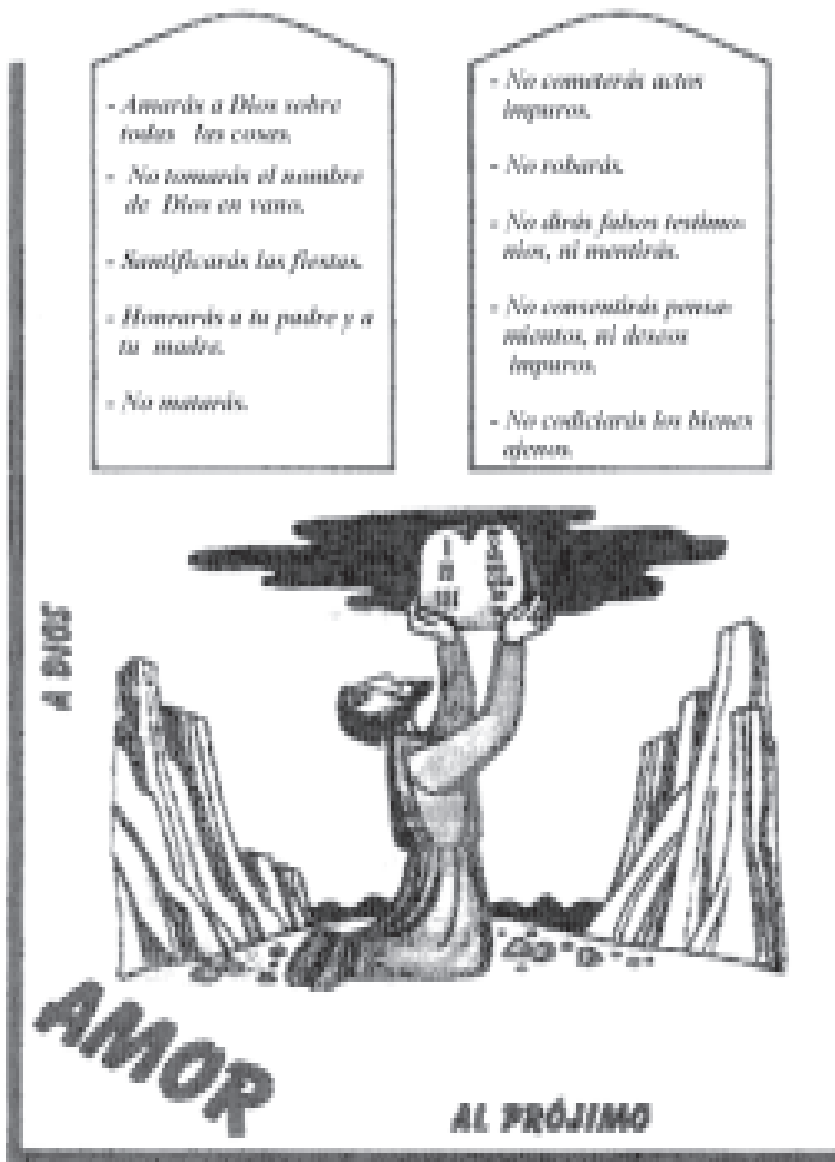 - Amarás a Dios sobre
todas las cosas.
- No tomarás el nombre
de Dios en vano.
- Santificarás las fiestas.
- Honrarás a tu padre y a
tu madre.
- No matarás.
- No cometerás actos
impuros.
- No robarás.
- No dirás falsos testimo-
nios, ni mentirás.
- No consentirás pensa-
mientos, ni deseos
impuros.
- No codiciarás los bienes
ajenos.
I
II
III
A DIOS
AMOR
AL PRÓJIMO